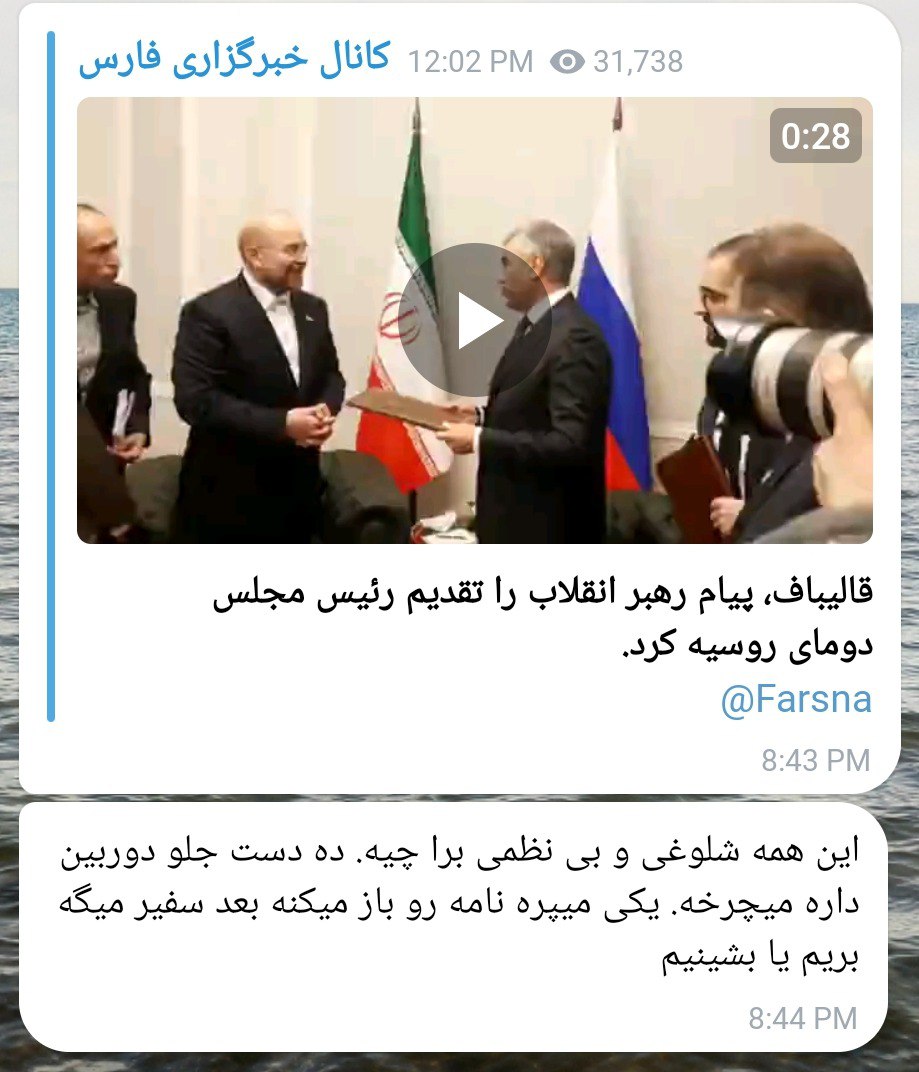 کانال خبرگزاری فارس 12:02 PM 31,738
0:28
قالیباف، پیام رهبر انقلاب را تقدیم رئیس مجلس
دومای روسیه کرد.
@Farsna
8:43 PM
این همه شلوغی و بی نظمی برا چیه. ده دست جلو دوربین
داره میچرخه. یکی میپره نامه رو باز میکنه بعد سفیر میگه
بریم یا بشینیم
8:44 PM